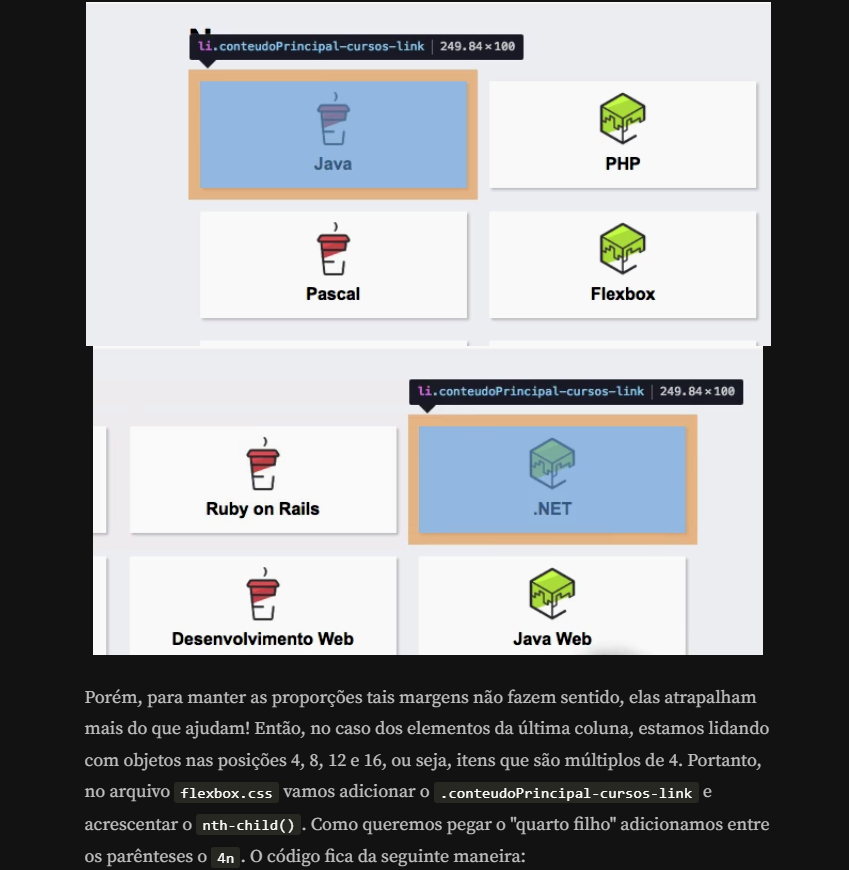 li.conteudoPrincipal-cursos-link | 249.84×100
Java
PHP
Pascal
Flexbox
li.conteudoPrincipal-cursos-link | 249.84×100
Ruby on Rails
.NET
Desenvolvimento Web
Java Web
Porém, para manter as proporções tais margens não fazem sentido, elas atrapalham
mais do que ajudam! Então, no caso dos elementos da última coluna, estamos lidando
com objetos nas posições 4, 8, 12 e 16, ou seja, itens que são múltiplos de 4. Portanto,
no arquivo flexbox.css vamos adicionar o .conteudoPrincipal-cursos-link e
acrescentar o nth-child(). Como queremos pegar o "quarto filho" adicionamos entre
os parênteses o 4n. O código fica da seguinte maneira: